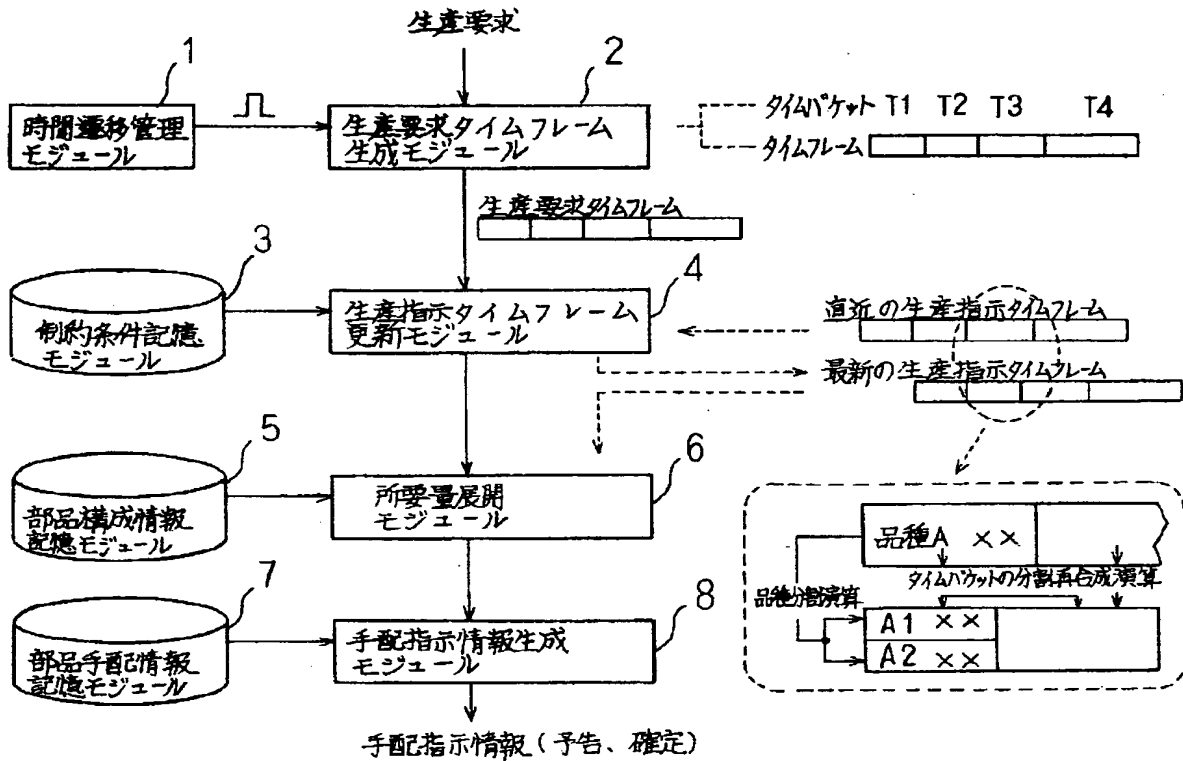 生産要求
1
2
時間遷移管理
モジュール
生産要求タイムフレーム
生成モジュール
タイムバケット T1 T2 T3 T4
タイムフレーム
生産要求タイムフレーム
3
4
制約条件記憶
モジュール
生産指示タイムフレーム
更新モジュール
直近の生産指示タイムフレーム
最新の生産指示タイムフレーム
5
6
部品構成情報
記憶モジュール
所要量展開
モジュール
品種A ××
タイムバケットの分割再合成演算
品種分割演算
A1 ××
A2 ××
7
8
部品手配情報
記憶モジュール
手配指示情報生成
モジュール
手配指示情報(予告、確定)